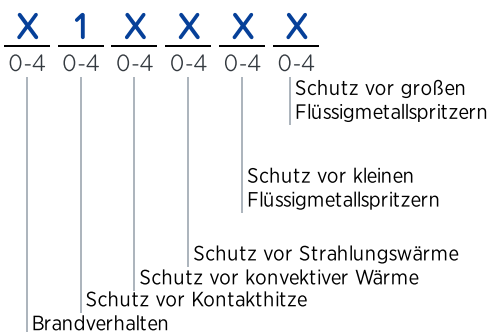 X 1 X X X X
0-4 0-4 0-4 0-4 0-4 0-4
Schutz vor großen
Flüssigmetallspritzern
Schutz vor kleinen
Flüssigmetallspritzern
Schutz vor Strahlungswärme
Schutz vor konvektiver Wärme
Schutz vor Kontakthitze
Brandverhalten